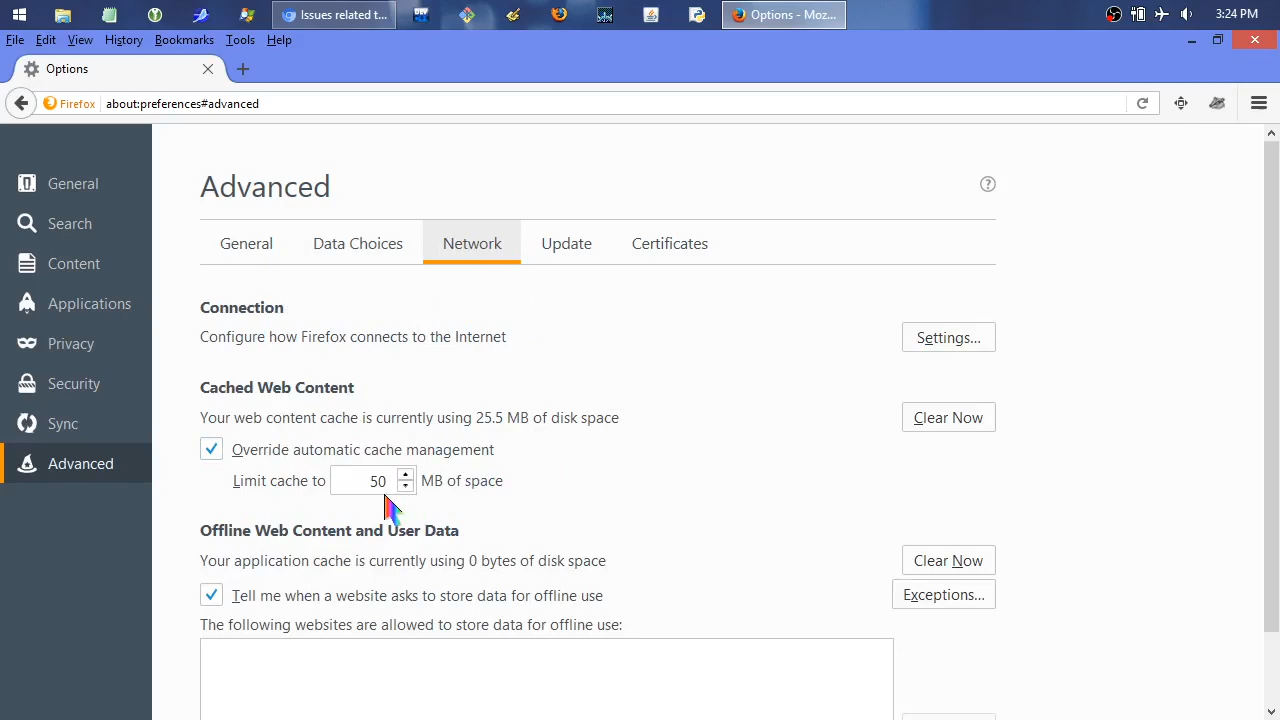 Issues related t...
Options - Moz...
3:24 PM
File Edit View History Bookmarks Tools Help
Options
Firefox about:preferences#advanced
General
Search
Content
Applications
Privacy
Security
Sync
Advanced
Advanced
General Data Choices Network Update Certificates
Connection
Configure how Firefox connects to the Internet Settings...
Cached Web Content
Your web content cache is currently using 25.5 MB of disk space Clear Now
Override automatic cache management
Limit cache to 50 MB of space
Offline Web Content and User Data
Your application cache is currently using 0 bytes of disk space Clear Now
Tell me when a website asks to store data for offline use Exceptions...
The following websites are allowed to store data for offline use: